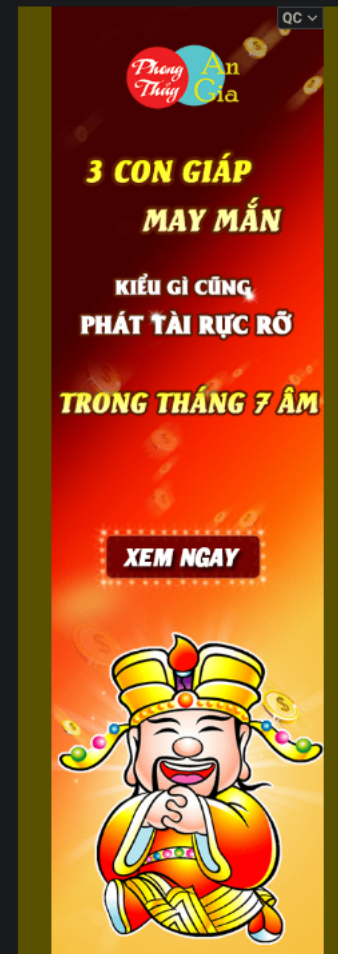 QC
Phong An
Thủy Gia
3 CON GIÁP
MAY MẮN
KIỂU GÌ CŨNG
PHÁT TÀI RỰC RỠ
TRONG THÁNG 7 ÂM
XEM NGAY